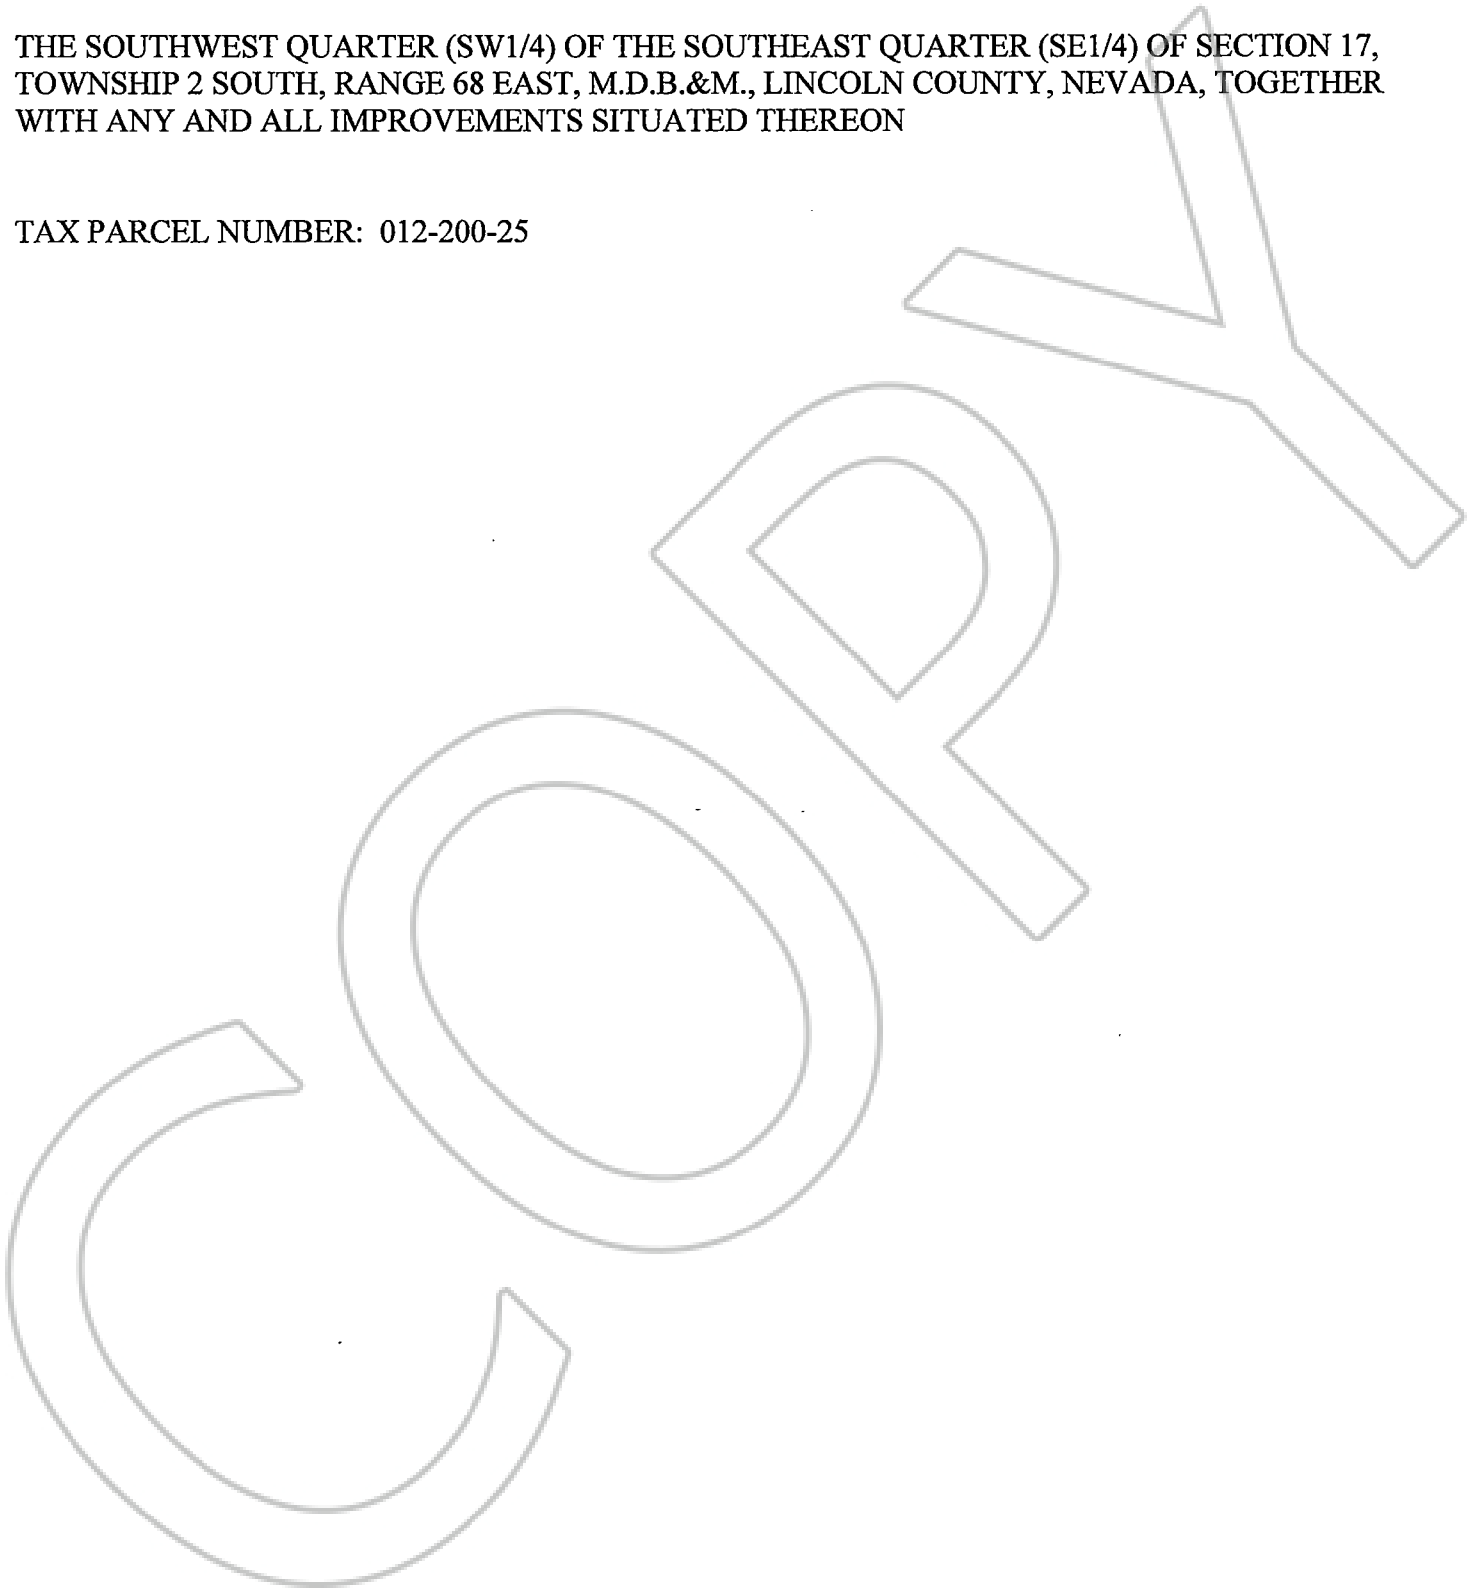 THE SOUTHWEST QUARTER (SW1/4) OF THE SOUTHEAST QUARTER (SE1/4) OF SECTION 17,
TOWNSHIP 2 SOUTH, RANGE 68 EAST, M.D.B.&M., LINCOLN COUNTY, NEVADA, TOGETHER
WITH ANY AND ALL IMPROVEMENTS SITUATED THEREON
TAX PARCEL NUMBER: 012-200-25
COPY